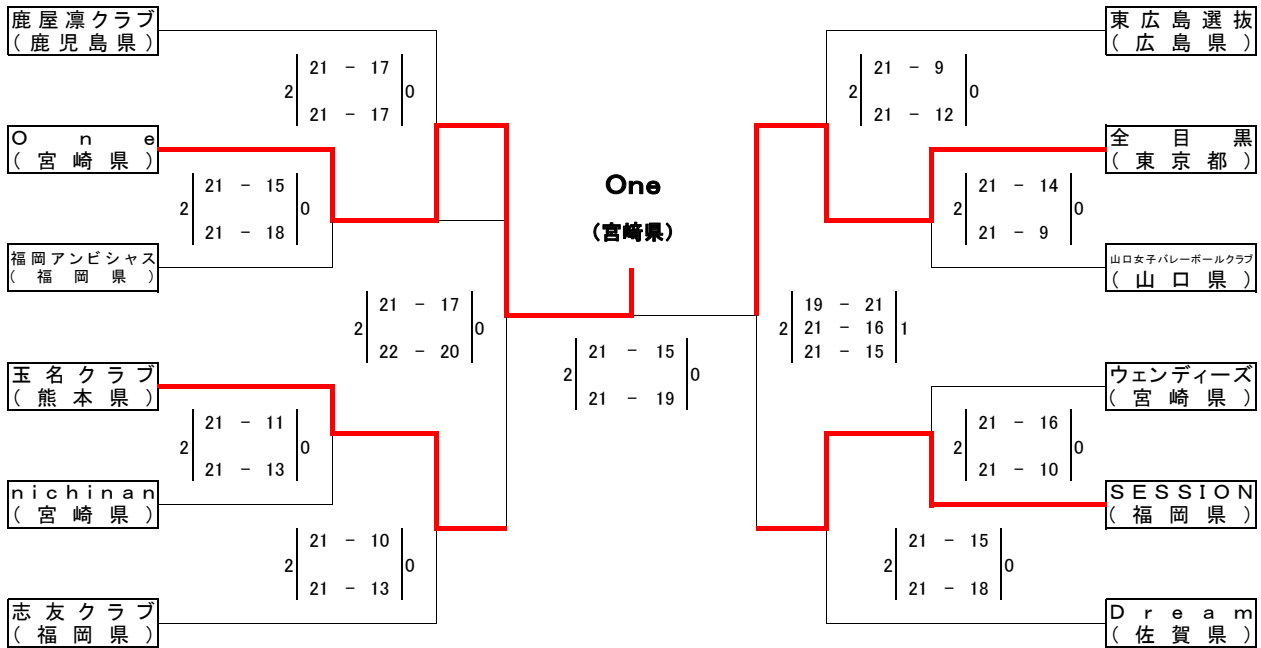 鹿屋凛クラブ
(鹿児島県)
One
(宮崎県)
福岡アンビシャス
(福岡県)
玉名クラブ
(熊本県)
nichinan
(宮崎県)
志友クラブ
(福岡県)
2 21 - 17 0
21 - 17
2 21 - 15 0
21 - 18
21 - 17
2 0
22 - 20
2 21 - 11 0
21 - 13
2 21 - 10 0
21 - 13
One
(宮崎県)
21 - 15
2 0
21 - 19
2 21 - 9 0
21 - 12
2 21 - 14 0
21 - 9
19 - 21
2 21 - 16 1
21 - 15
2 21 - 16 0
21 - 10
2 21 - 15 0
21 - 18
東広島選抜
(広島県)
全目黒
(東京都)
山口女子バレーボールクラブ
(山口県)
ウェンディーズ
(宮崎県)
SESSION
(福岡県)
Dream
(佐賀県)